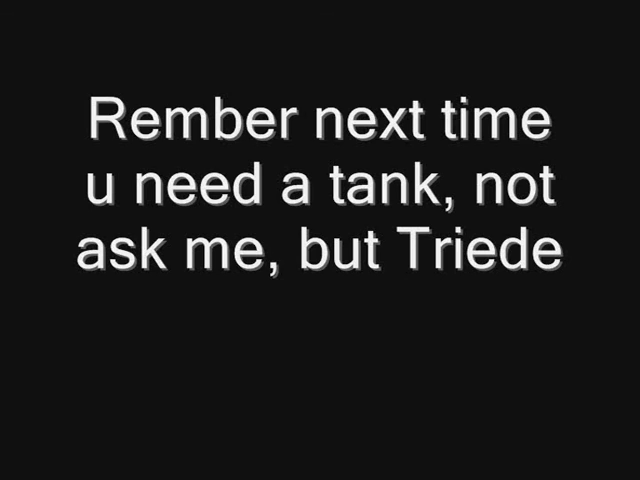 Rember next time
u need a tank, not
ask me, but Triede